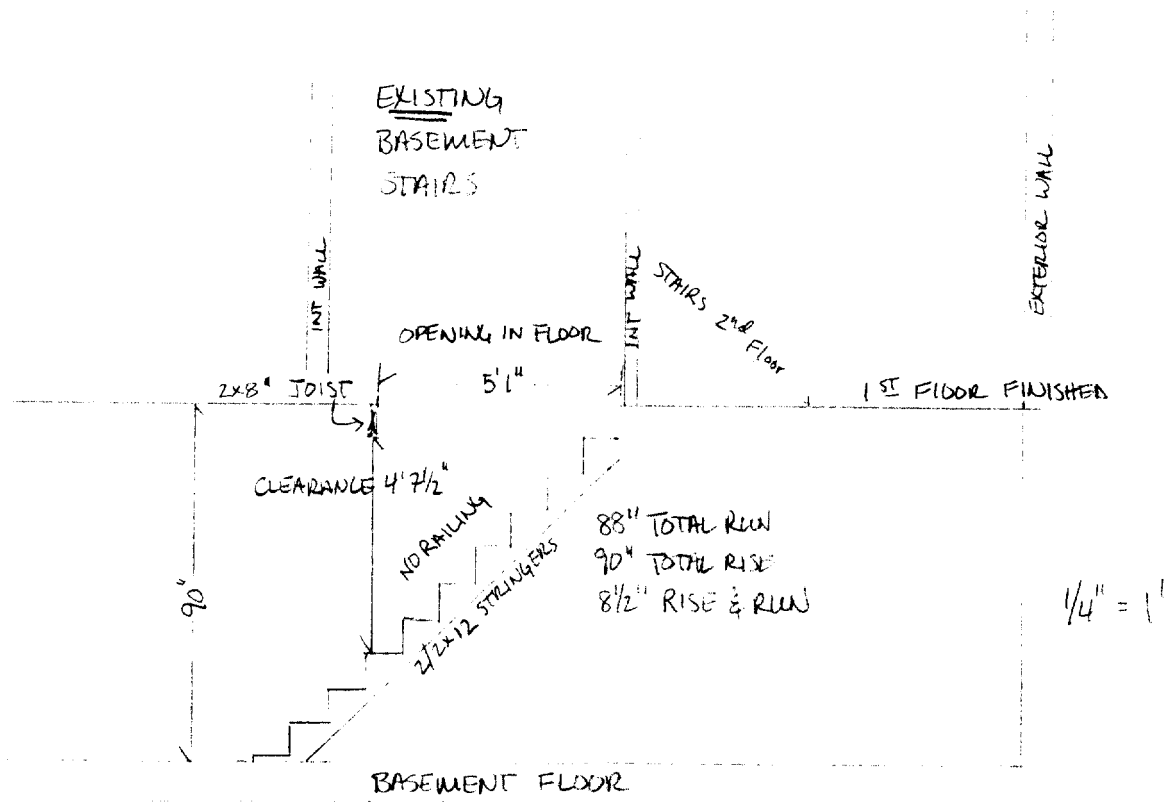 EXISTING
BASEMENT
STAIRS
INT WALL
INT WALL
STAIRS 2nd Floor
EXTERIOR WALL
OPENING IN FLOOR
5'1"
2x8" JOIST
1ST FLOOR FINISHED
CLEARANCE 4'7½"
NO RAILING
2/2x12 STRINGERS
88" TOTAL RUN
90" TOTAL RISE
8½" RISE & RUN
90"
1/4" = 1'
BASEMENT FLOOR